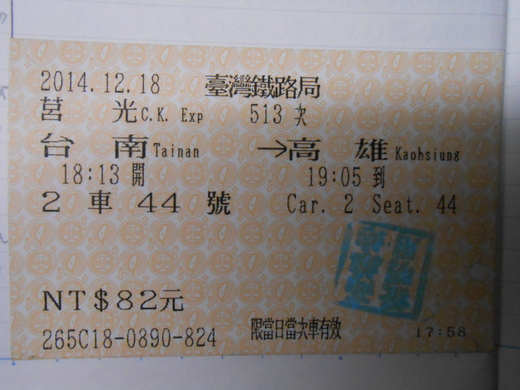 2014.12.18 臺灣鐵路局
莒 光 C.K. Exp 513 次
台 南 Tainan →高 雄 Kaohsiung
18:13 開 19:05 到
2 車 44 號 Car. 2 Seat. 44
NT$82元
265C18-0890-824 限當日當次車有效 17:58